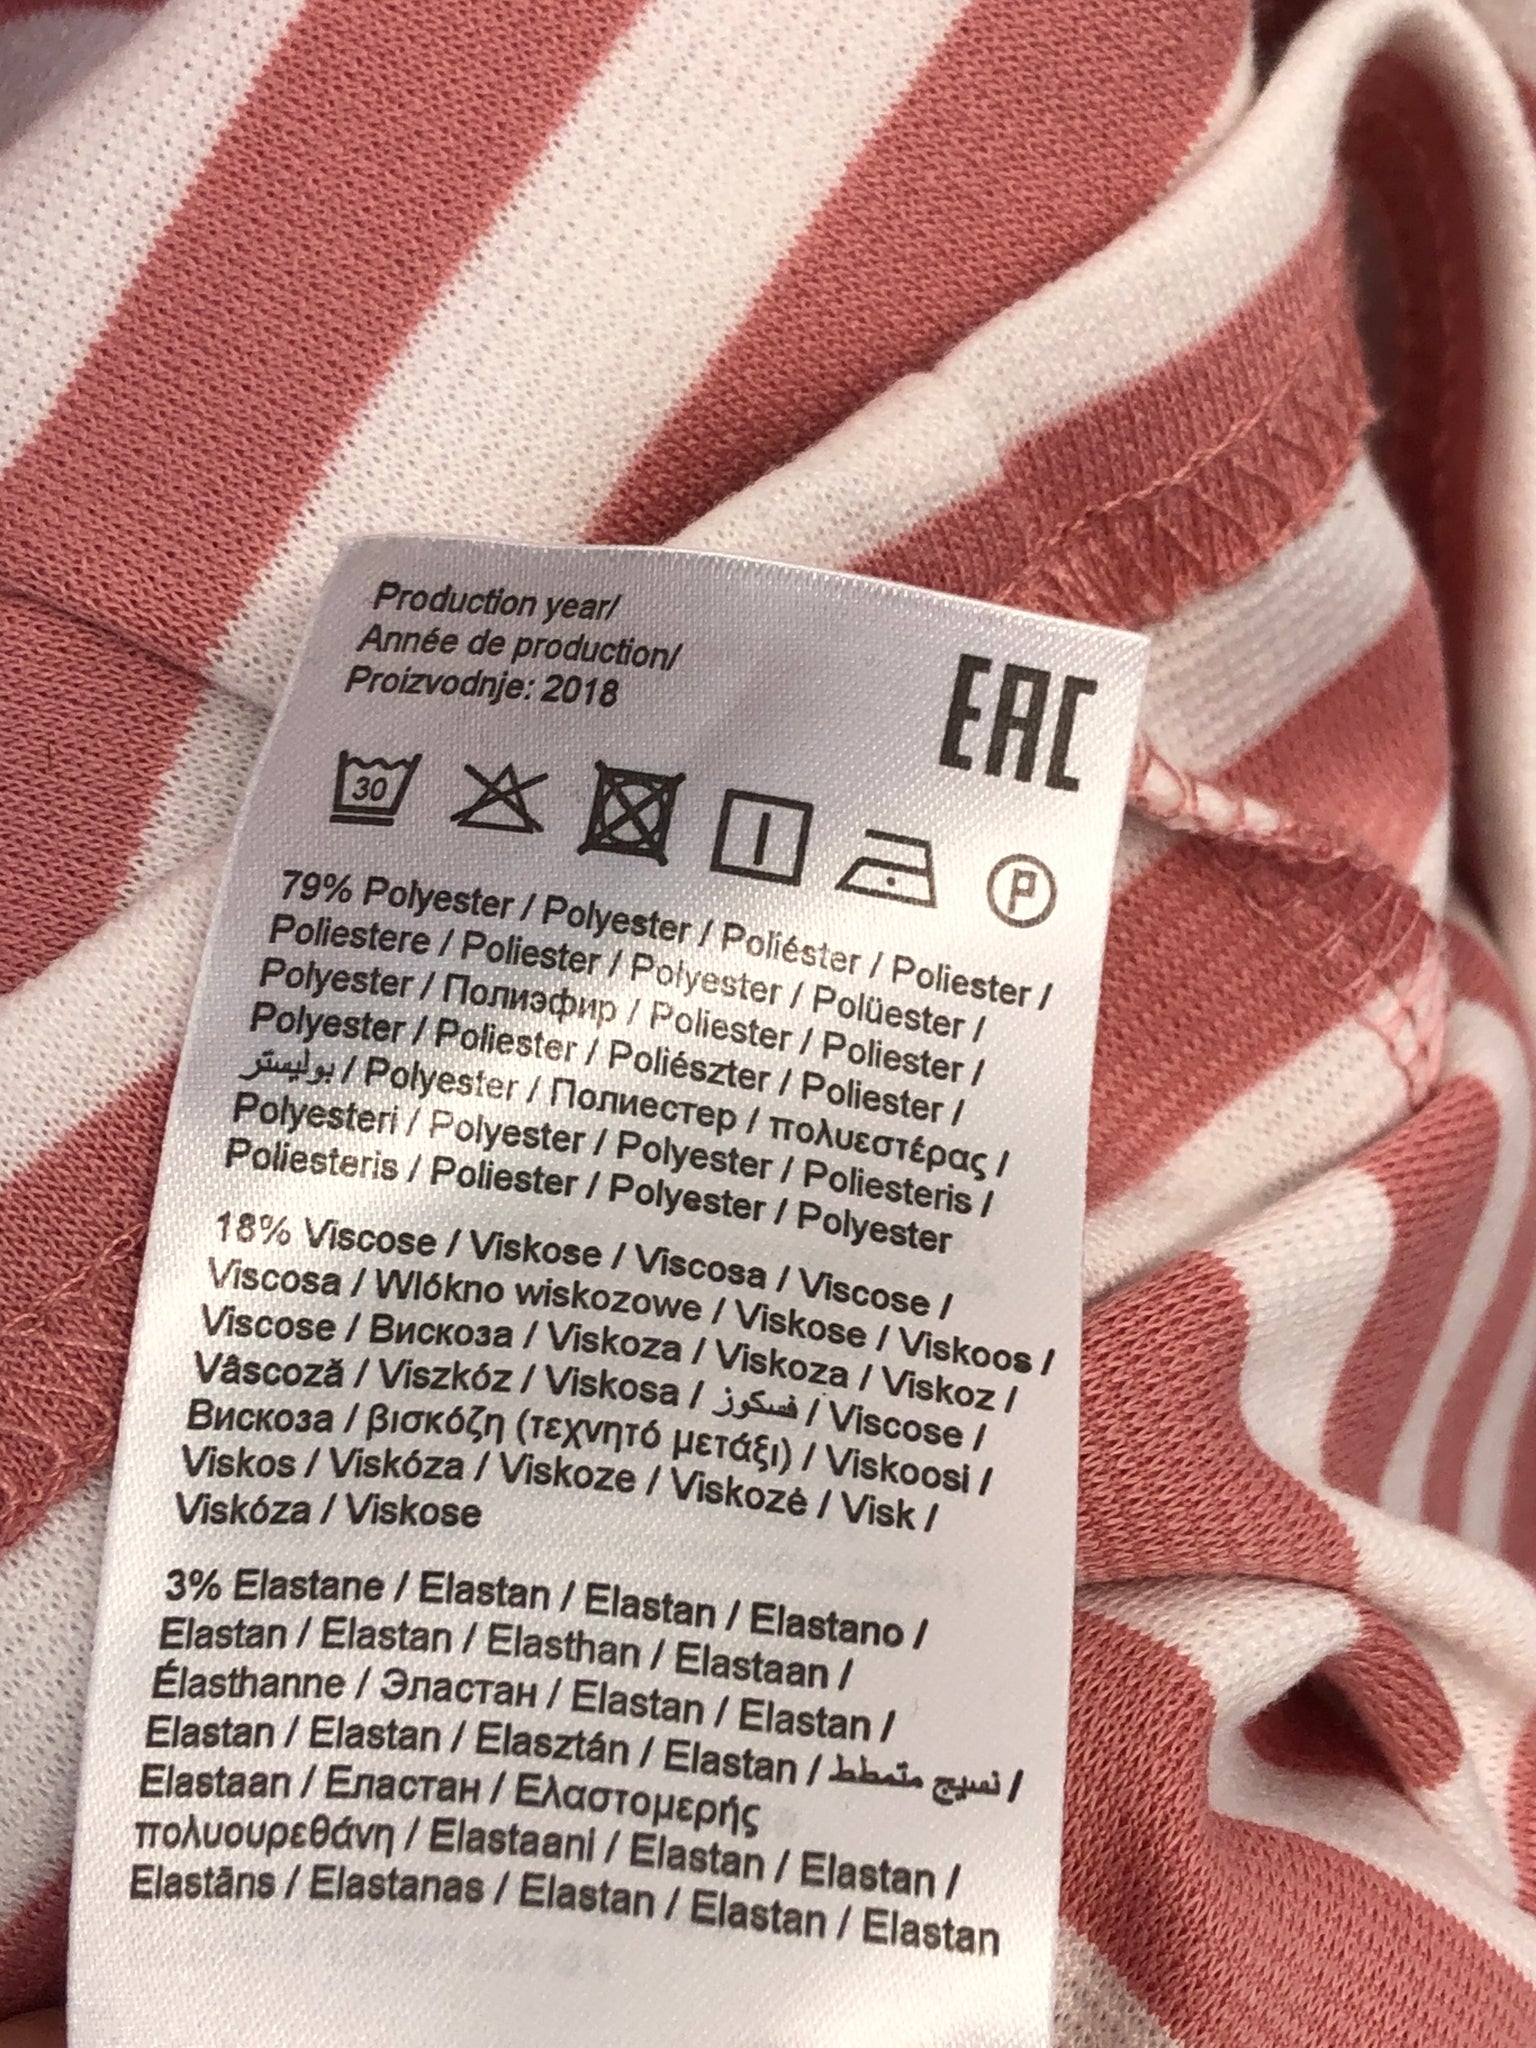 Production year/
Année de production/
Proizvodnje: 2018
EAC
30
P
79% Polyester / Polyester / Poliéster / Poliester /
Poliestere / Poliester / Polyester / Polüester /
Polyester / Полиэфир / Poliester / Poliester /
Polyester / Poliester / Poliészter / Poliester /
بوليستر / Polyester / Полиестер / πολυεστέρας /
Polyesteri / Polyester / Polyester / Poliesteris /
Poliesteris / Poliester / Polyester / Polyester
18% Viscose / Viskose / Viscosa / Viscose /
Viscosa / Wlókno wiskozowe / Viskose / Viskoos /
Viscose / Вискоза / Viskoza / Viskoza / Viskoz /
Vâscoză / Viszkóz / Viskosa / فسكوز / Viscose /
Вискоза / βισκόζη (τεχνητό μετάξι) / Viskoosi /
Viskos / Viskóza / Viskoze / Viskozė / Visk /
Viskóza / Viskose
3% Elastane / Elastan / Elastan / Elastano /
Elastan / Elastan / Elasthan / Elastaan /
Élasthanne / Эластан / Elastan / Elastan /
Elastan / Elastan / Elasztán / Elastan / نسيج متمطط /
Elastaan / Еластан / Ελαστομερής
πολυουρεθάνη / Elastaani / Elastan / Elastan /
Elastāns / Elastanas / Elastan / Elastan / Elastan